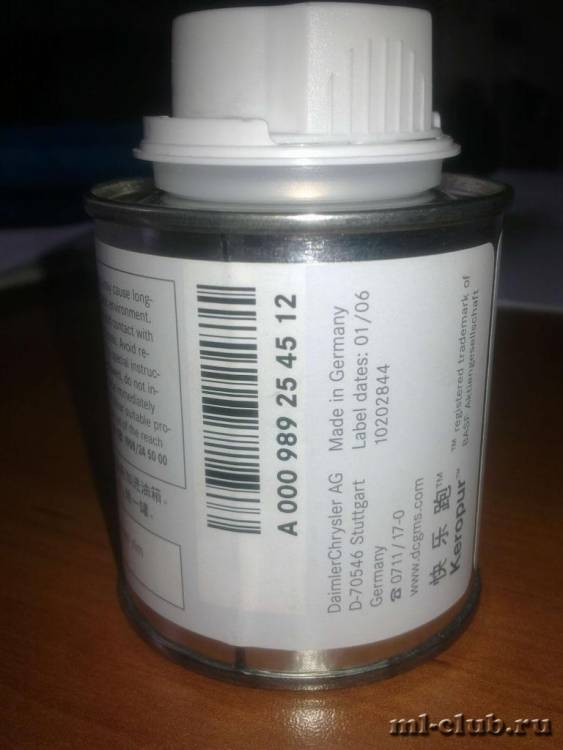 cause long-
environment.
contact with
Avoid re-
instruc-
do not in-
immediately
suitable pro-
of the reach
A 000 989 25 45 12
DaimlerChrysler AG
D-70546 Stuttgart
Germany
☎ 0711/17-0
www.dcgms.com
Made in Germany
Label dates: 01/06
10202844
快乐跑™
Keropur™
™ registered trademark of
BASF Aktiengesellschaft
ml-club.ru